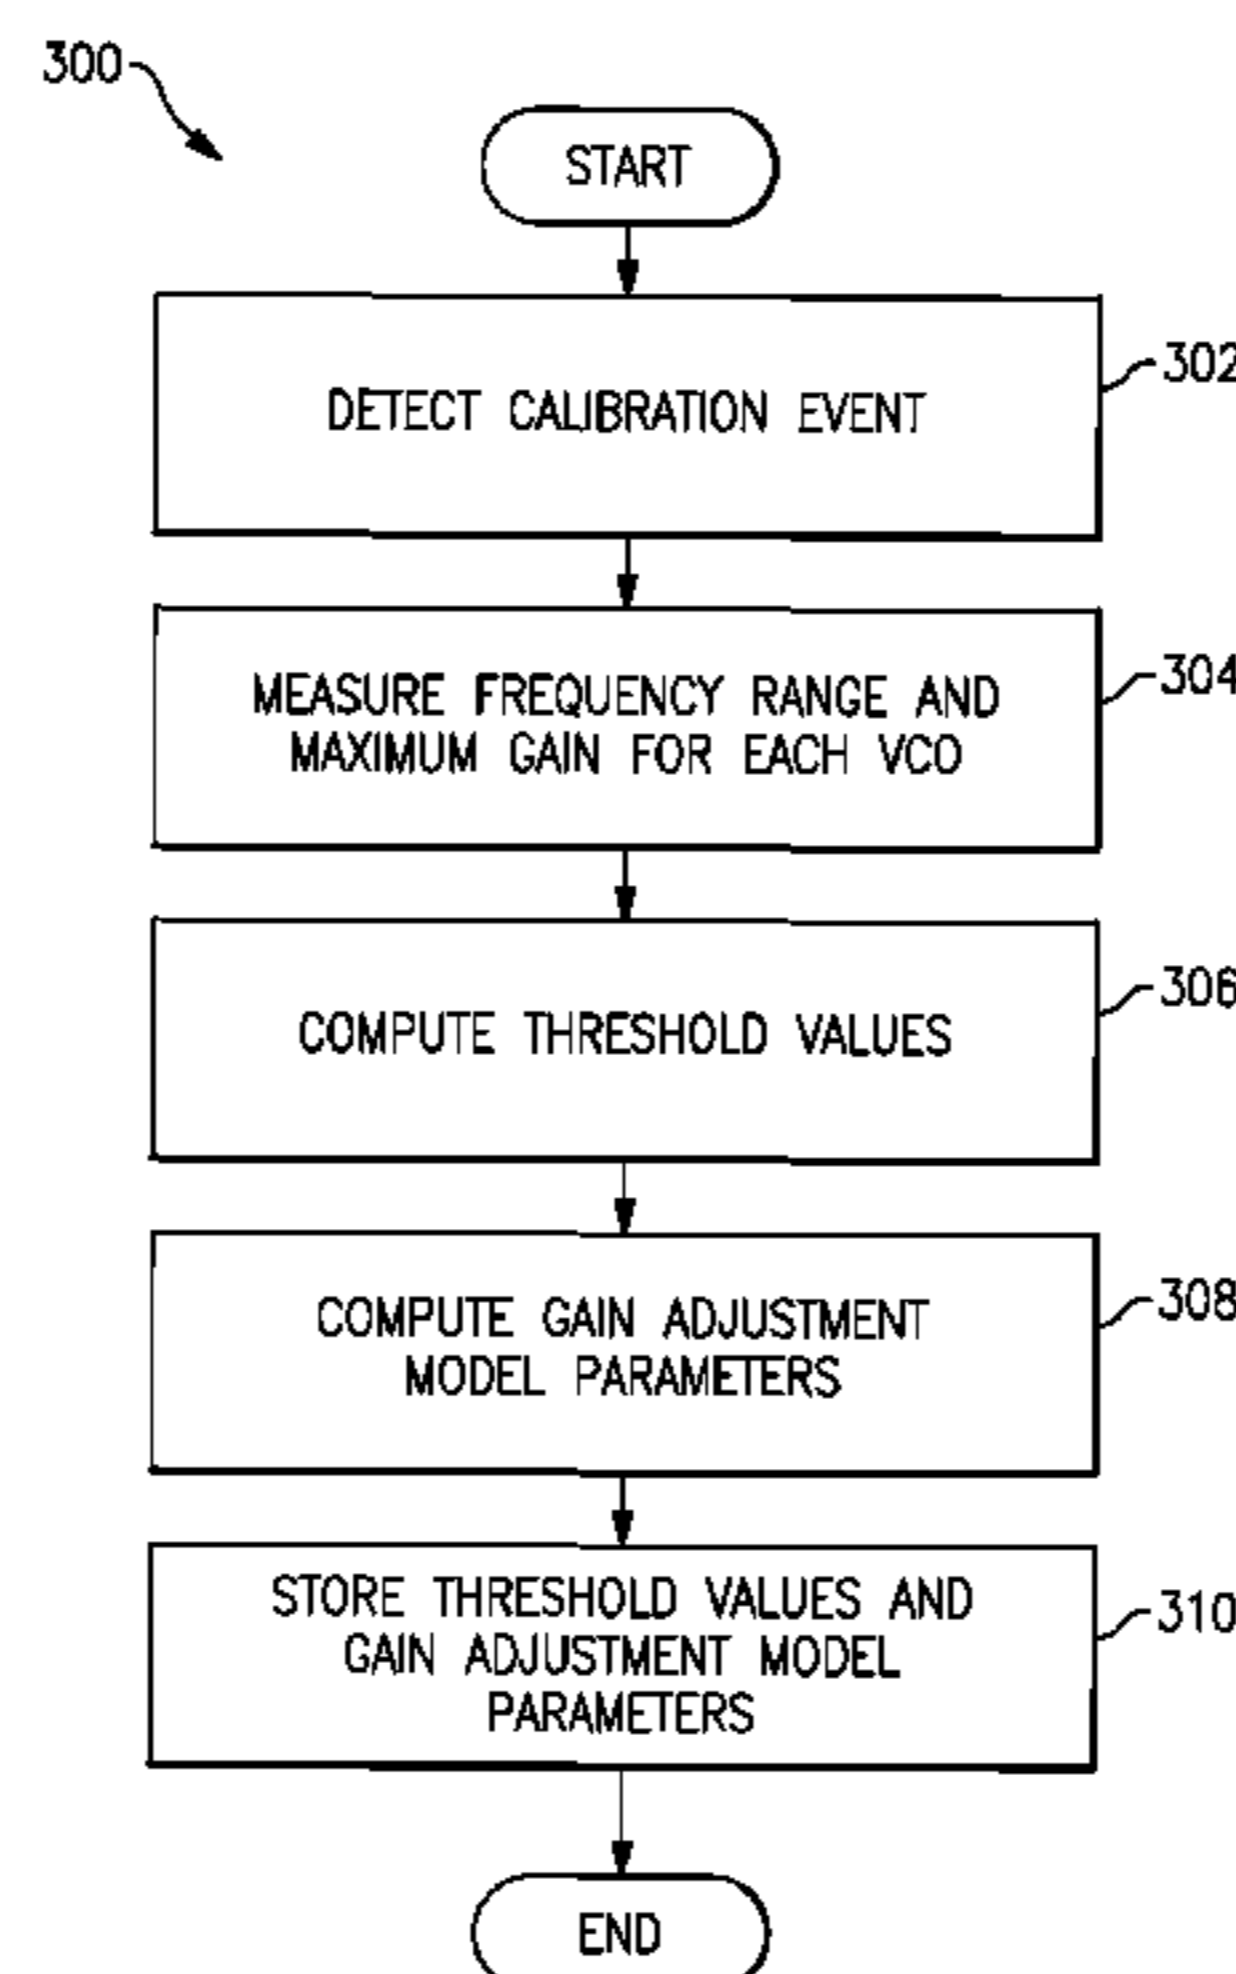 300
START
DETECT CALIBRATION EVENT
302
MEASURE FREQUENCY RANGE AND
MAXIMUM GAIN FOR EACH VCO
304
COMPUTE THRESHOLD VALUES
306
COMPUTE GAIN ADJUSTMENT
MODEL PARAMETERS
308
STORE THRESHOLD VALUES AND
GAIN ADJUSTMENT MODEL
PARAMETERS
310
END